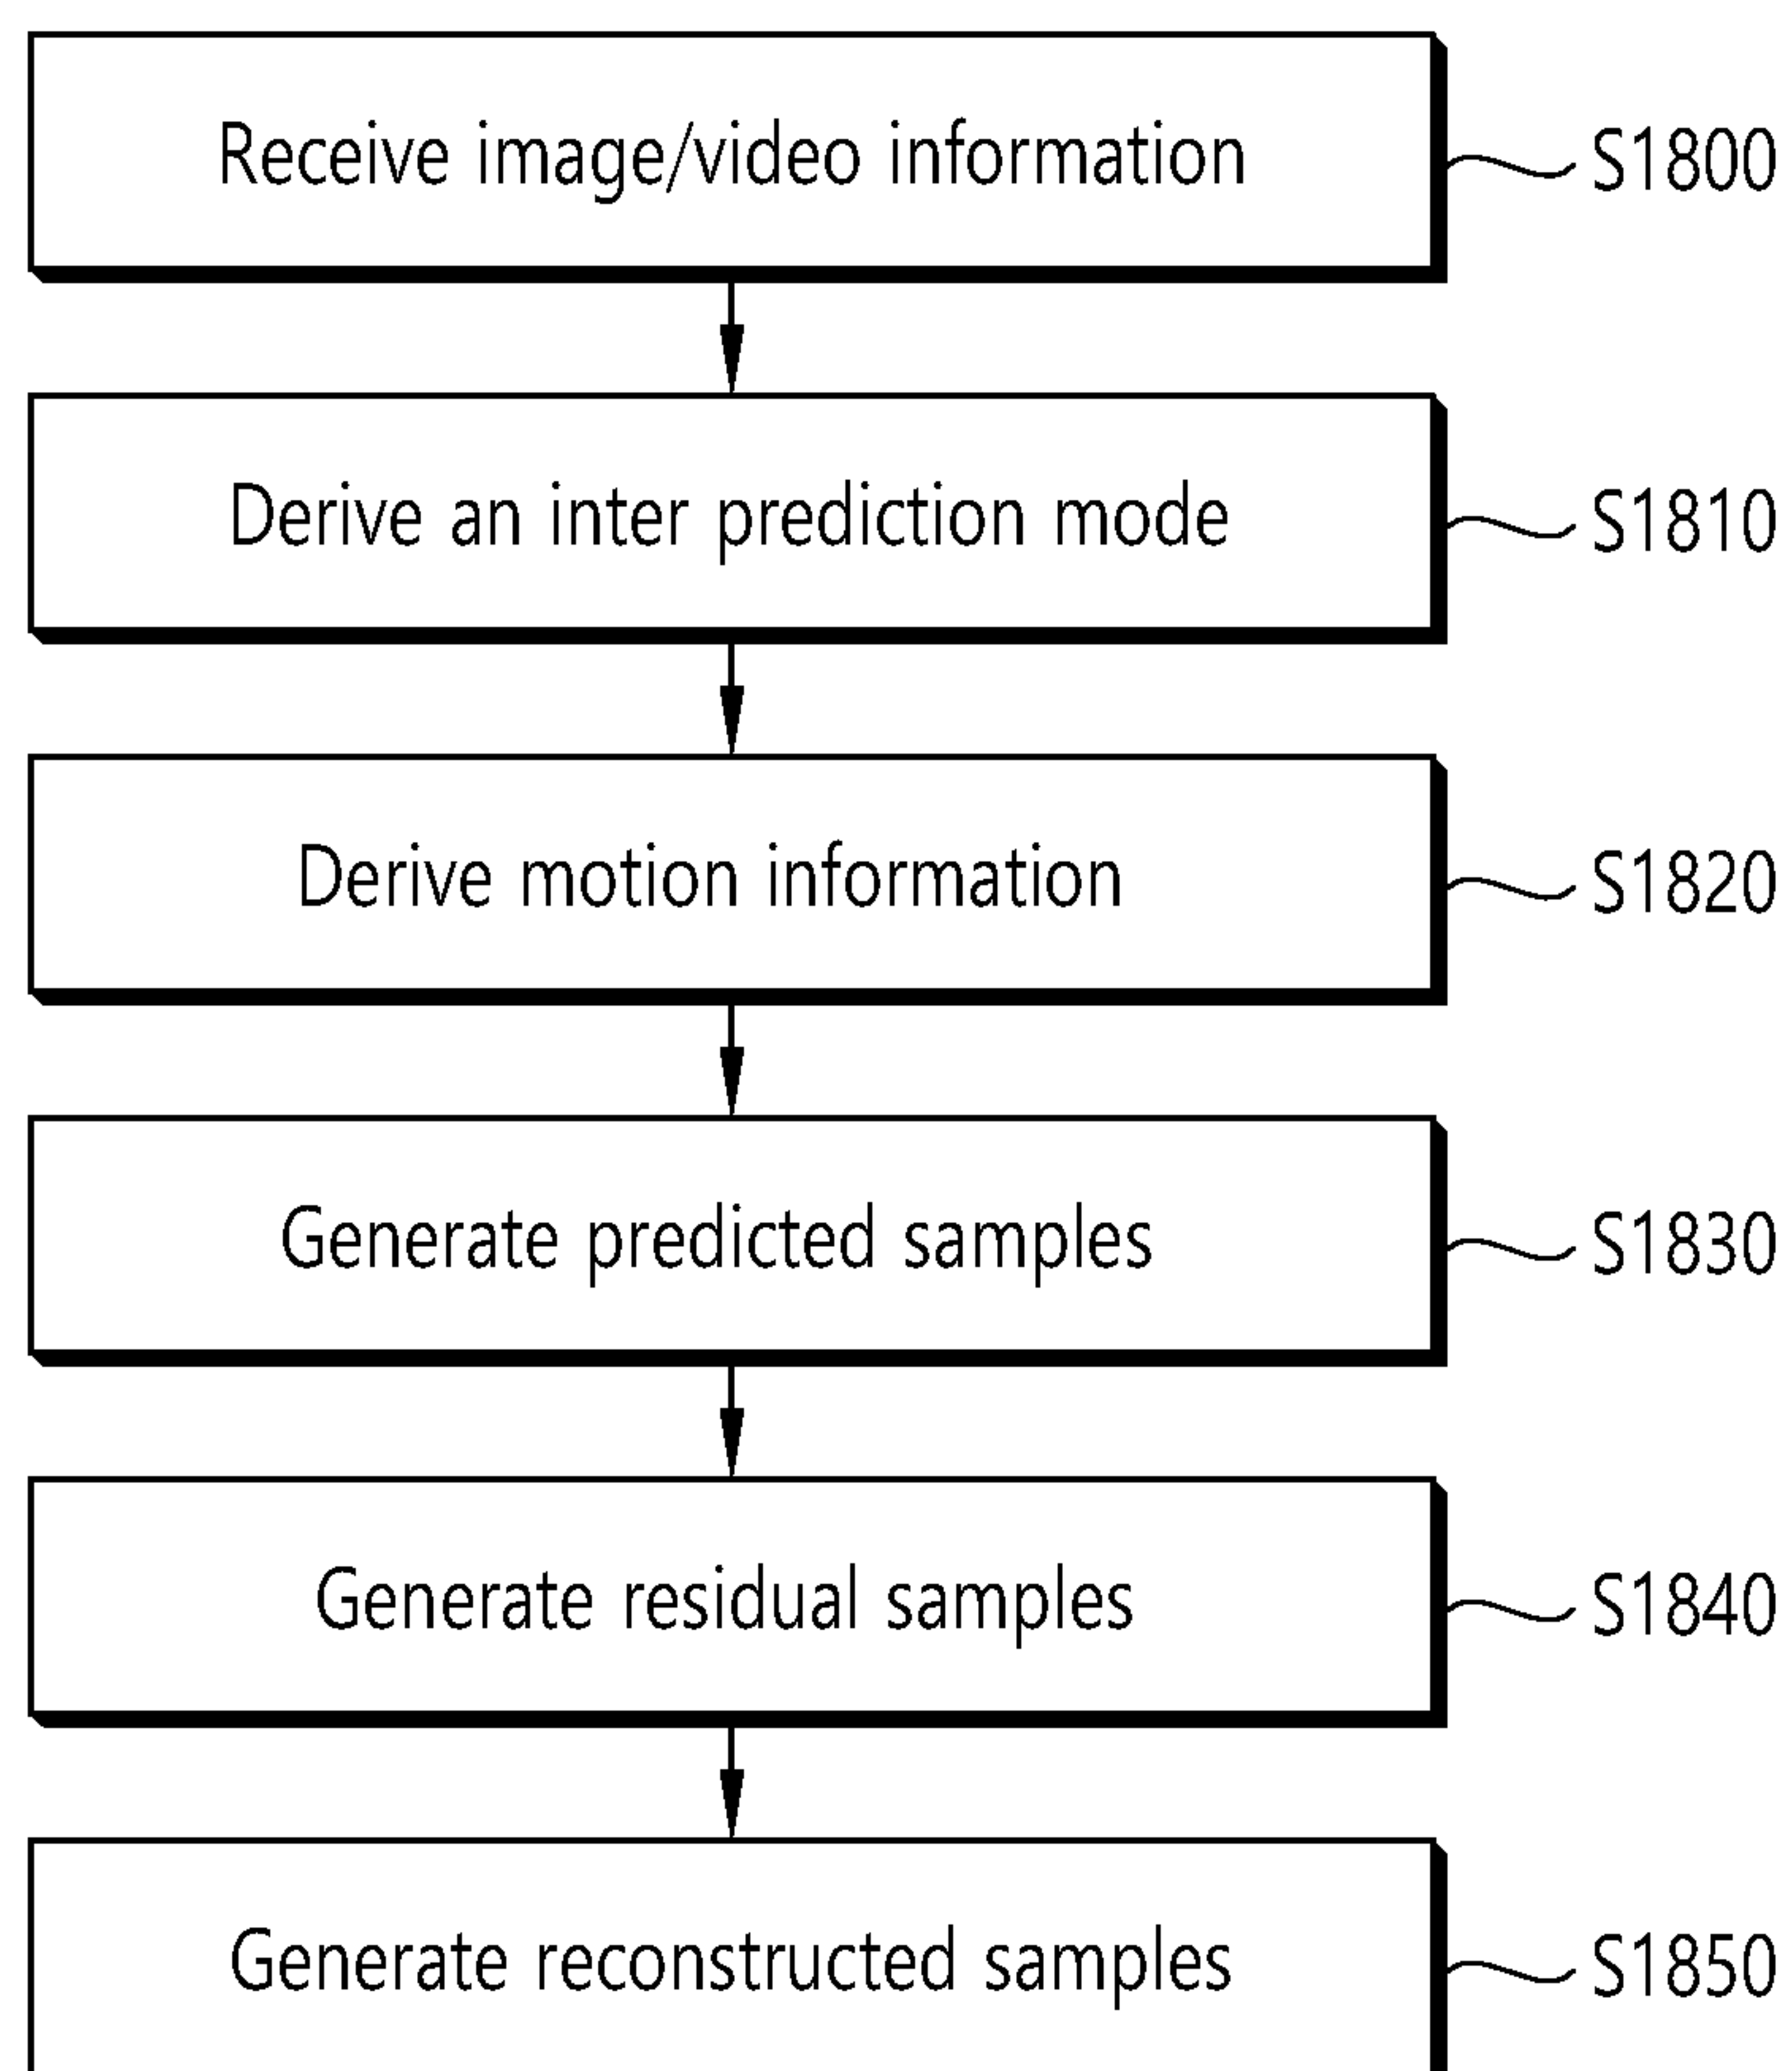 Receive image/video information
S1800
Derive an inter prediction mode
S1810
Derive motion information
S1820
Generate predicted samples
S1830
Generate residual samples
S1840
Generate reconstructed samples
S1850